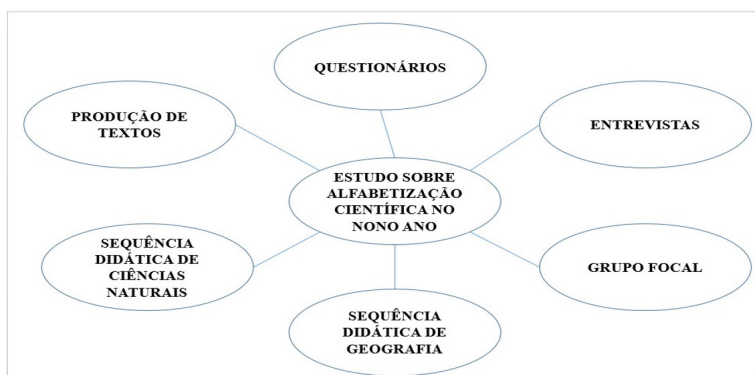 QUESTIONÁRIOS
PRODUÇÃO DE
TEXTOS
ENTREVISTAS
ESTUDO SOBRE
ALFABETIZAÇÃO
CIENTÍFICA NO
NONO ANO
SEQUÊNCIA
DIDÁTICA DE
CIÊNCIAS
NATURAIS
GRUPO FOCAL
SEQUÊNCIA
DIDÁTICA DE
GEOGRAFIA